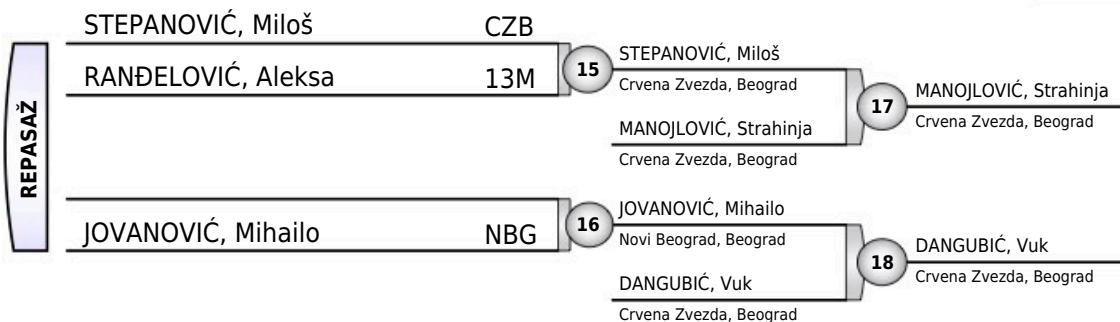 STEPANOVIĆ, Miloš CZB
RANĐELOVIĆ, Aleksa 13M
15
STEPANOVIĆ, Miloš
Crvena Zvezda, Beograd
MANOJLOVIĆ, Strahinja
Crvena Zvezda, Beograd
17
MANOJLOVIĆ, Strahinja
Crvena Zvezda, Beograd
REPASAŽ
JOVANOVIĆ, Mihailo NBG
16
JOVANOVIĆ, Mihailo
Novi Beograd, Beograd
DANGUBIĆ, Vuk
Crvena Zvezda, Beograd
18
DANGUBIĆ, Vuk
Crvena Zvezda, Beograd